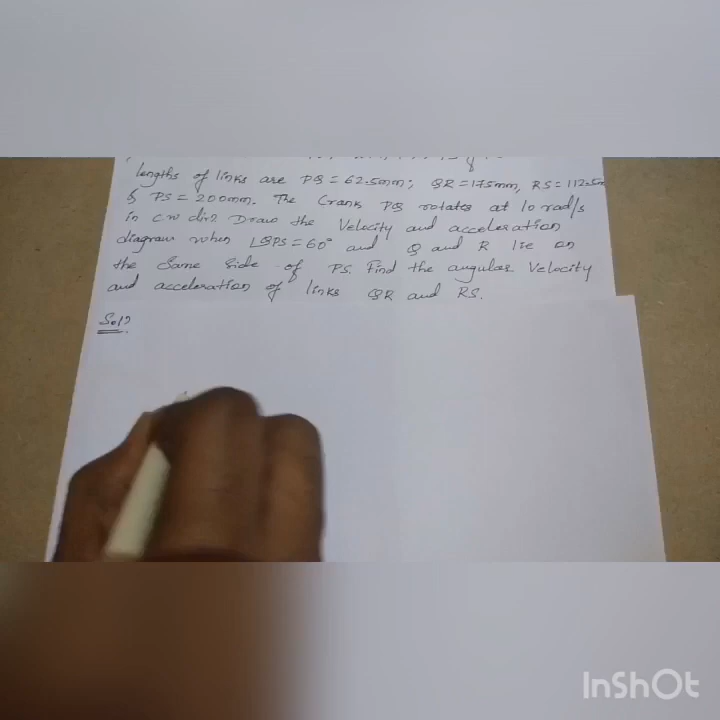 lengths of links are PQ = 62.5mm; QR = 175mm, RS = 112.5m
& PS = 200mm. The Crank PQ rotates at 10 rad/s
in cw dirn Draw the Velocity and acceleration
diagram when ∠QPS = 60° and Q and R lie on
the Same side of PS. Find the angular Velocity
and acceleration of links QR and RS.
Soln
InShOt